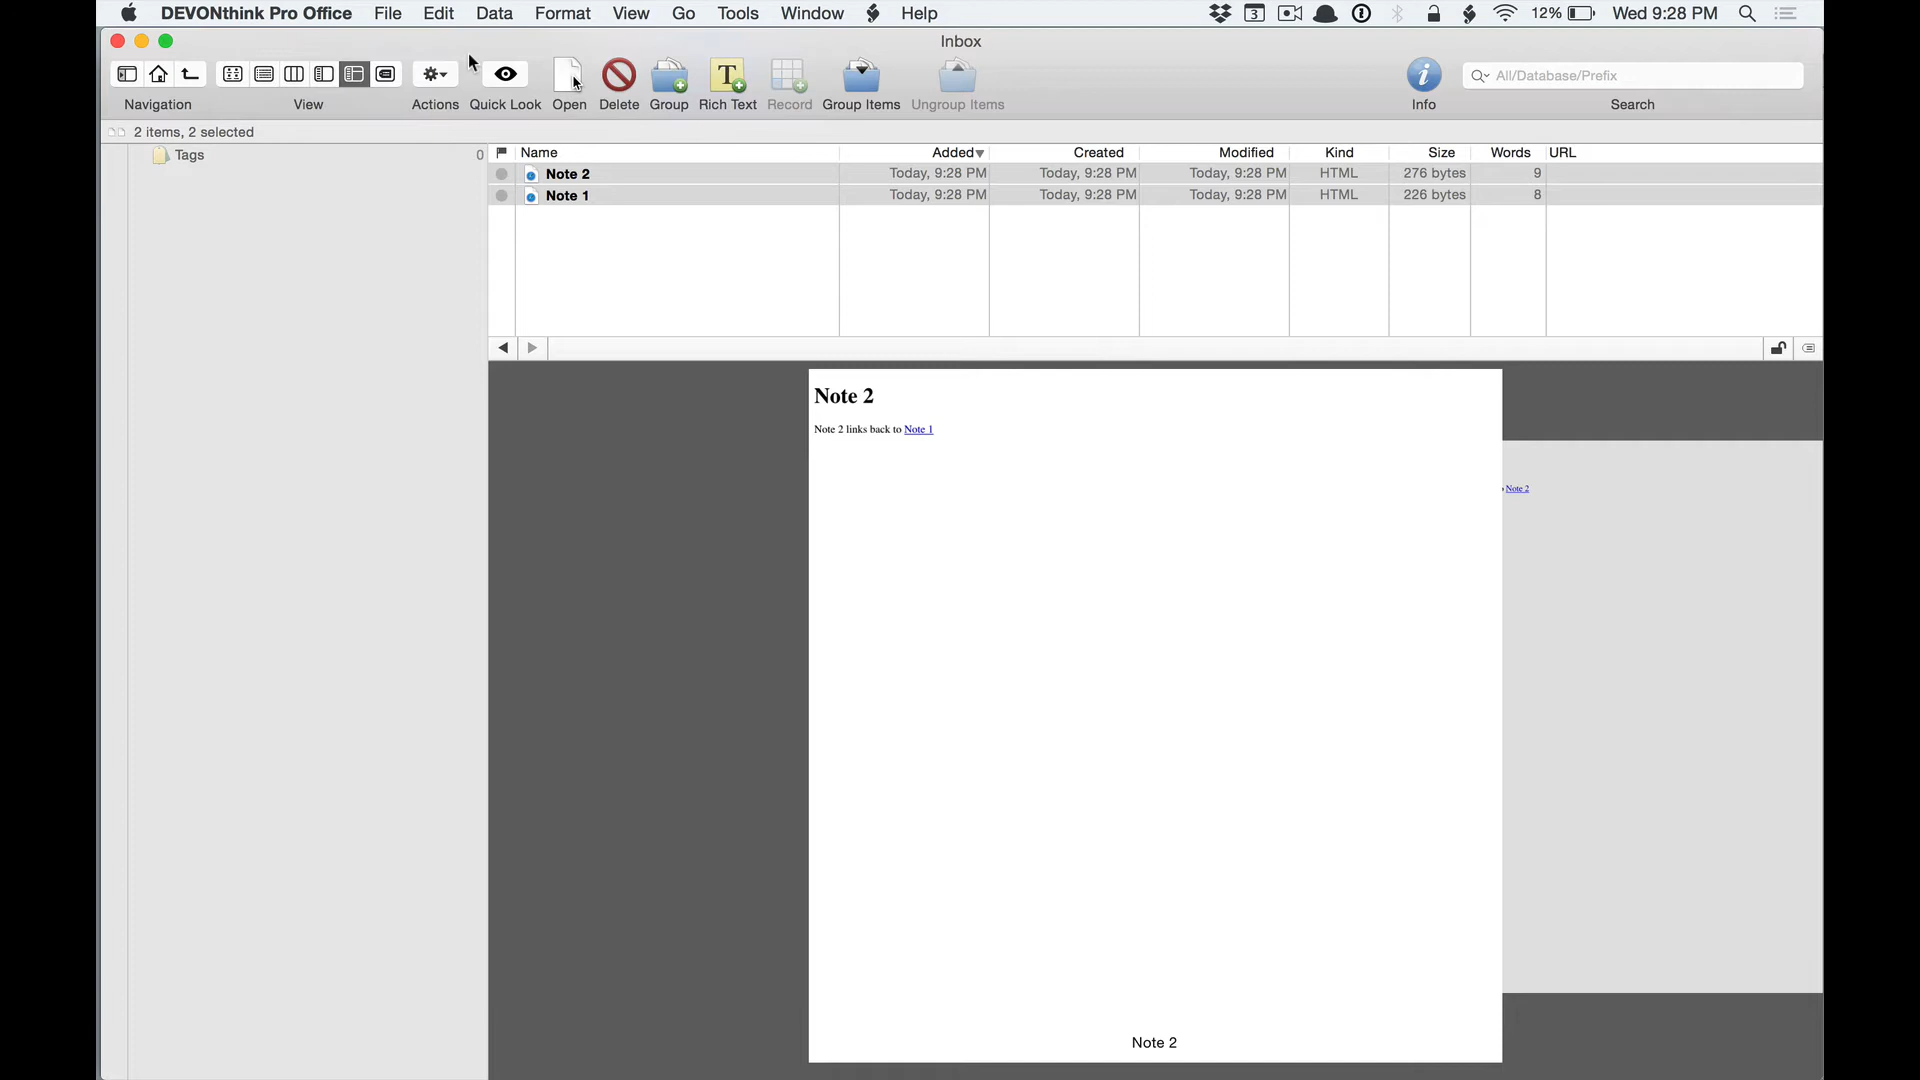 DEVONthink Pro Office File Edit Data Format View Go Tools Window Help 3 12% Wed 9:28 PM
Inbox
All/Database/Prefix
Navigation View Actions Quick Look Open Delete Group Rich Text Record Group Items Ungroup Items Info Search
2 items, 2 selected
Tags 0
Name Added Created Modified Kind Size Words URL
Note 2 Today, 9:28 PM Today, 9:28 PM Today, 9:28 PM HTML 276 bytes 9
Note 1 Today, 9:28 PM Today, 9:28 PM Today, 9:28 PM HTML 226 bytes 8
Note 2
Note 2 links back to Note 1
Note 2
Note 2